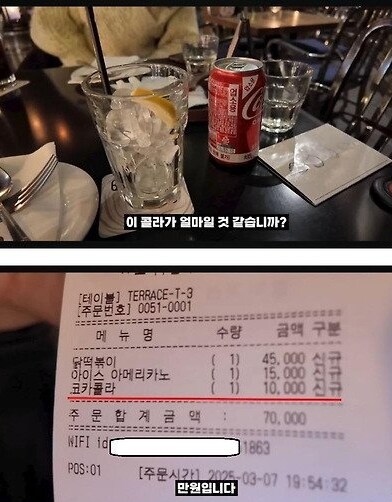 업소용
이 콜라가 얼마일 것 같습니까?
[테이블] TERRACE-T-3
[주문번호] 0051-0001
메 뉴 명 수량 금액 구분
닭떡볶이 ( 1) 45,000 신규
아이스 아메리카노 ( 1) 15,000 신규
코카콜라 ( 1) 10,000 신규
주 문 합 계 금 액 : 70,000
WIFI id 1863
POS:01 [주문시간] 2025-03-07 19:54:32
만원입니다